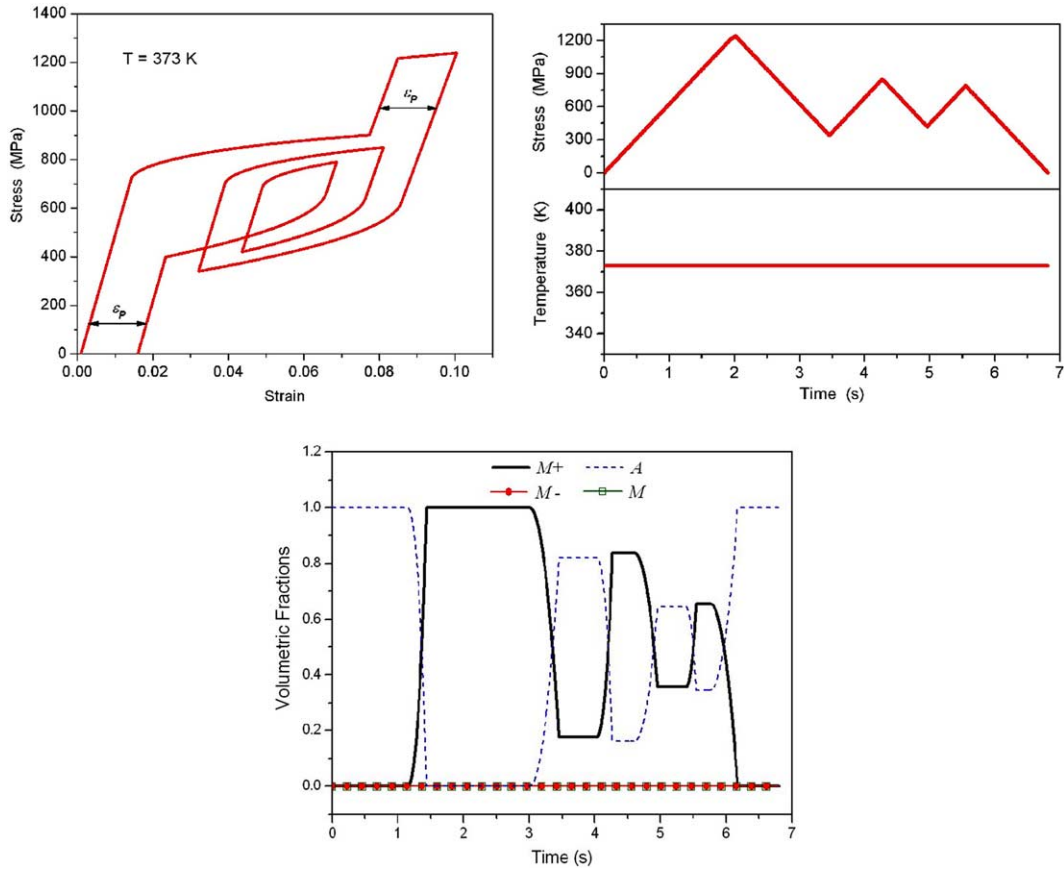 1400
1200
1000
800
600
400
200
0
Stress (MPa)
T = 373 K
εP
εP
0.00 0.02 0.04 0.06 0.08 0.10
Strain
1200
900
600
300
0
Stress (MPa)
400
380
360
340
Temperature (K)
0 1 2 3 4 5 6 7
Time (s)
1.2
1.0
0.8
0.6
0.4
0.2
0.0
Volumetric Fractions
M+ A
M- M
0 1 2 3 4 5 6 7
Time (s)